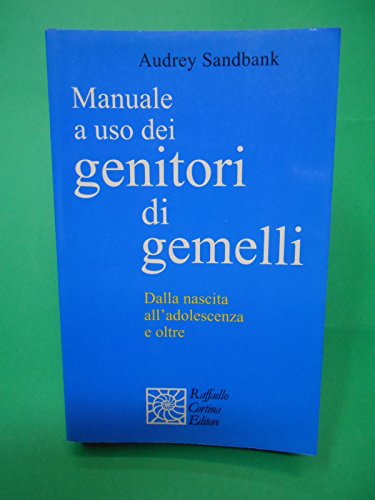 Audrey Sandbank
Manuale
a uso dei
genitori
di
gemelli
Dalla nascita
all'adolescenza
e oltre
Raffaello
Cortina
Editore